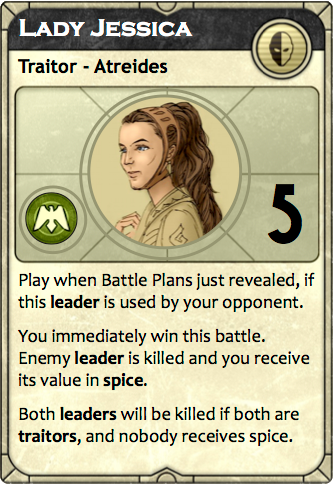 Lady Jessica
Traitor - Atreides
5
Play when Battle Plans just revealed, if
this leader is used by your opponent.
You immediately win this battle.
Enemy leader is killed and you receive
its value in spice.
Both leaders will be killed if both are
traitors, and nobody receives spice.